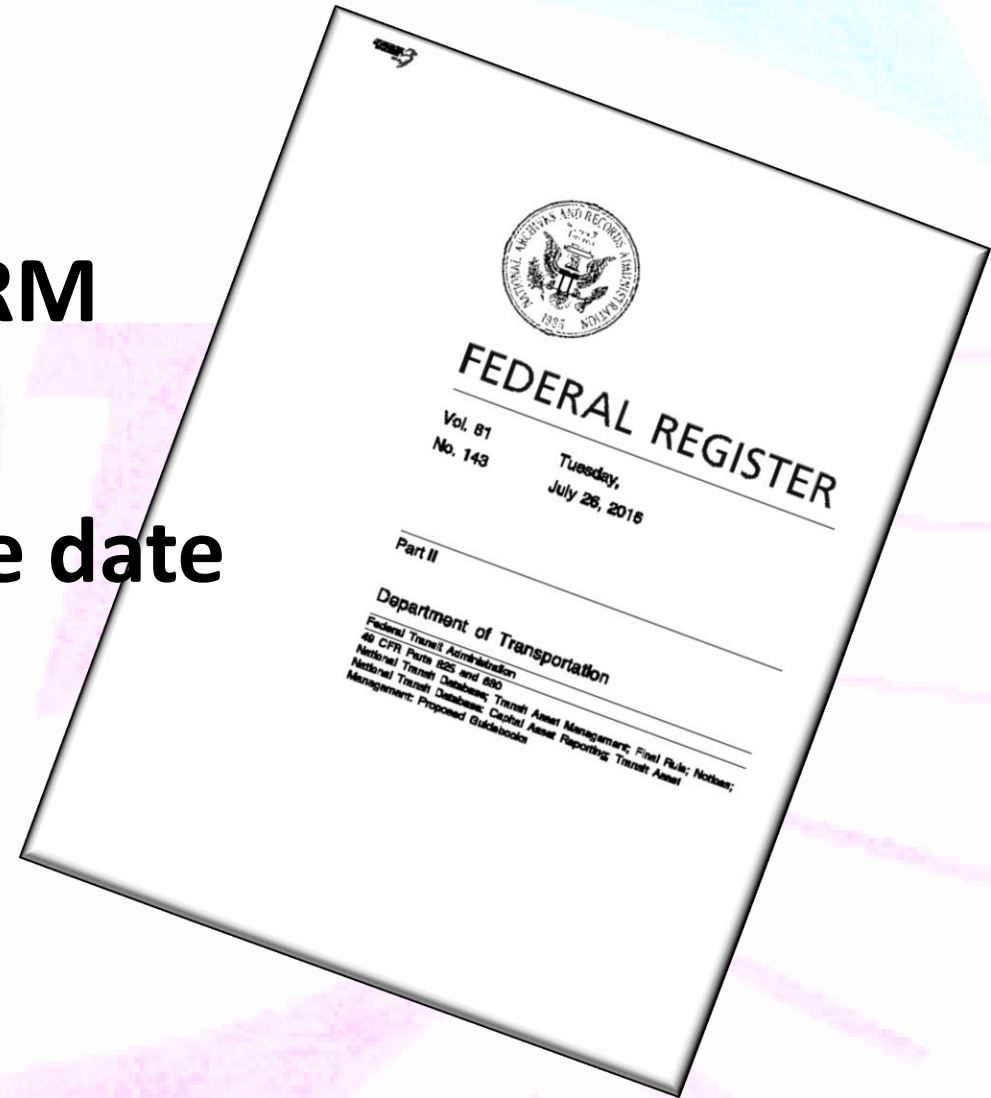 RM
e date
NATIONAL ARCHIVES AND RECORDS ADMINISTRATION
1985
FEDERAL REGISTER
Vol. 81
No. 143
Tuesday,
July 26, 2016
Part II
Department of Transportation
Federal Transit Administration
49 CFR Parts 625 and 630
National Transit Database; Transit Asset Management; Final Rule; Notices;
National Transit Database: Capital Asset Reporting; Transit Asset
Management: Proposed Guidebooks